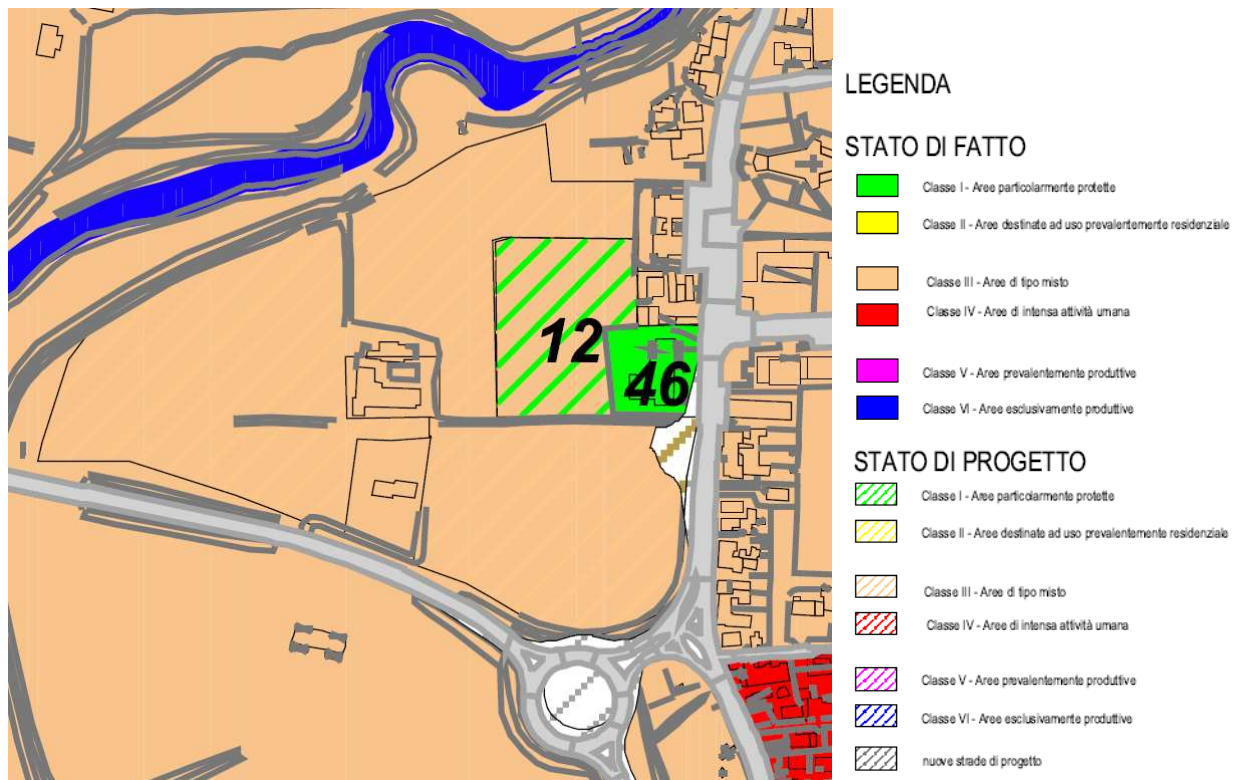 12
46
LEGENDA
STATO DI FATTO
Classe I - Aree particolarmente protette
Classe II - Aree destinate ad uso prevalentemente residenziale
Classe III - Aree di tipo misto
Classe IV - Aree di intensa attività umana
Classe V - Aree prevalentemente produttive
Classe VI - Aree esclusivamente produttive
STATO DI PROGETTO
Classe I - Aree particolarmente protette
Classe II - Aree destinate ad uso prevalentemente residenziale
Classe III - Aree di tipo misto
Classe IV - Aree di intensa attività umana
Classe V - Aree prevalentemente produttive
Classe VI - Aree esclusivamente produttive
nuove strade di progetto